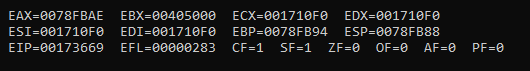 EAX=0078FBAE EBX=00405000 ECX=001710F0 EDX=001710F0
ESI=001710F0 EDI=001710F0 EBP=0078FB94 ESP=0078FB88
EIP=00173669 EFL=00000283 CF=1 SF=1 ZF=0 OF=0 AF=0 PF=0